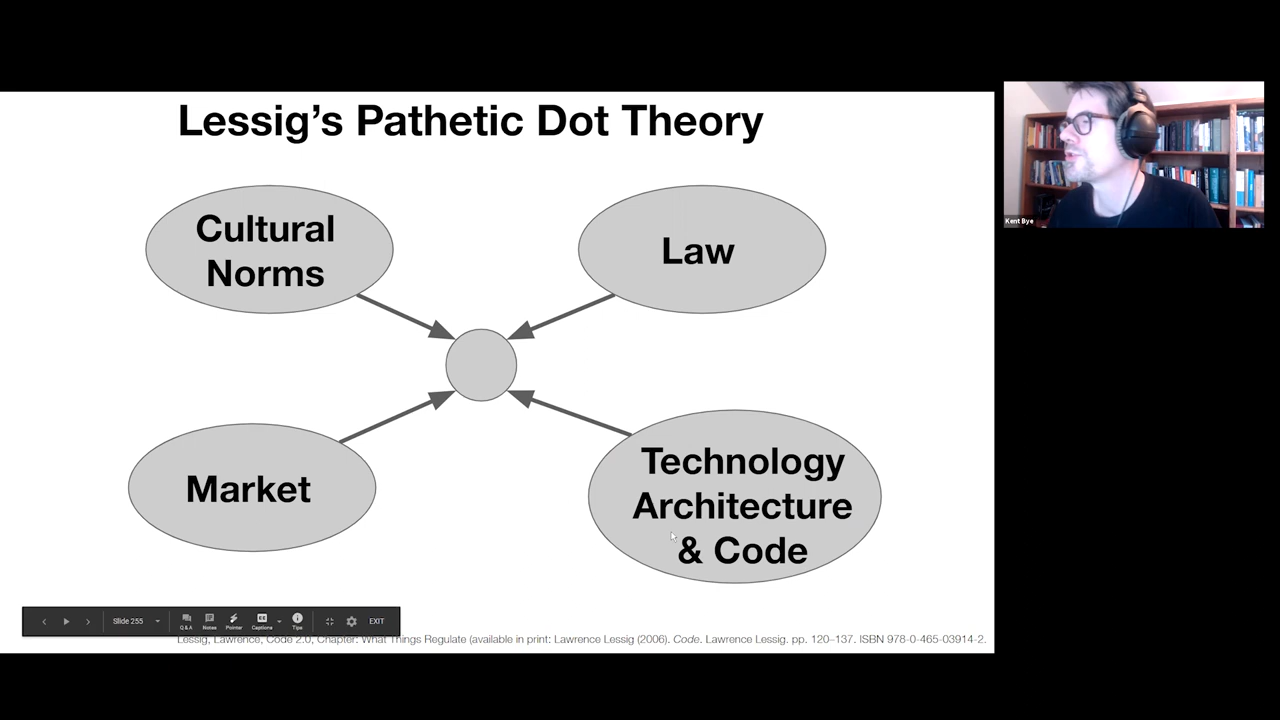 Lessig's Pathetic Dot Theory
Cultural
Norms
Law
Market
Technology
Architecture
& Code
Slide 255
Q & A
Notes
Pointer
Captions
Tips
EXIT
Lessig, Lawrence, Code 2.0, Chapter: What Things Regulate (available in print: Lawrence Lessig (2006). Code. Lawrence Lessig. pp. 120–137. ISBN 978-0-465-03914-2.
Kent Bye